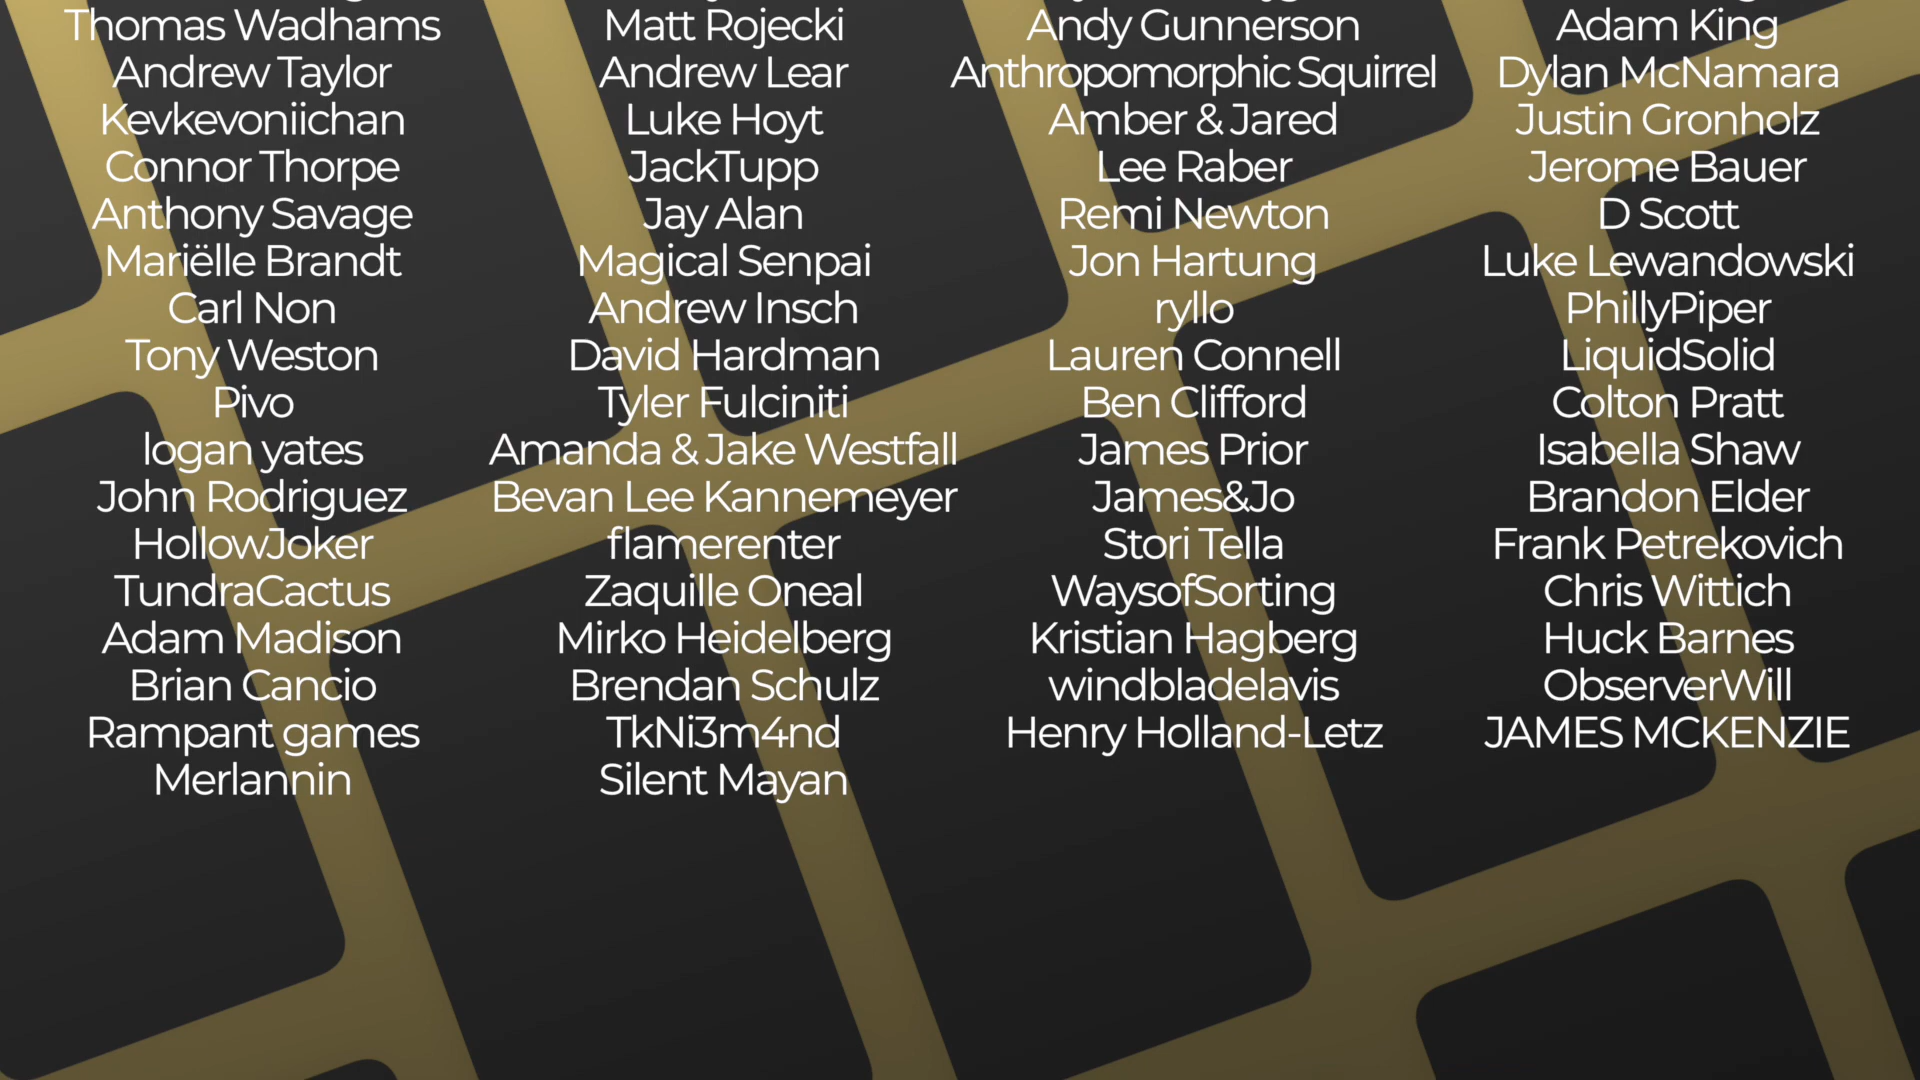 Thomas Wadhams
Andrew Taylor
Kevkevoniichan
Connor Thorpe
Anthony Savage
Mariëlle Brandt
Carl Non
Tony Weston
Pivo
logan yates
John Rodriguez
HollowJoker
TundraCactus
Adam Madison
Brian Cancio
Rampant games
Merlannin
Matt Rojecki
Andrew Lear
Luke Hoyt
JackTupp
Jay Alan
Magical Senpai
Andrew Insch
David Hardman
Tyler Fulciniti
Amanda & Jake Westfall
Bevan Lee Kannemeyer
flamerenter
Zaquille Oneal
Mirko Heidelberg
Brendan Schulz
TkNi3m4nd
Silent Mayan
Andy Gunnerson
Anthropomorphic Squirrel
Amber & Jared
Lee Raber
Remi Newton
Jon Hartung
ryllo
Lauren Connell
Ben Clifford
James Prior
James&Jo
Stori Tella
WaysofSorting
Kristian Hagberg
windbladelavis
Henry Holland-Letz
Adam King
Dylan McNamara
Justin Gronholz
Jerome Bauer
D Scott
Luke Lewandowski
PhillyPiper
LiquidSolid
Colton Pratt
Isabella Shaw
Brandon Elder
Frank Petrekovich
Chris Wittich
Huck Barnes
ObserverWill
JAMES MCKENZIE